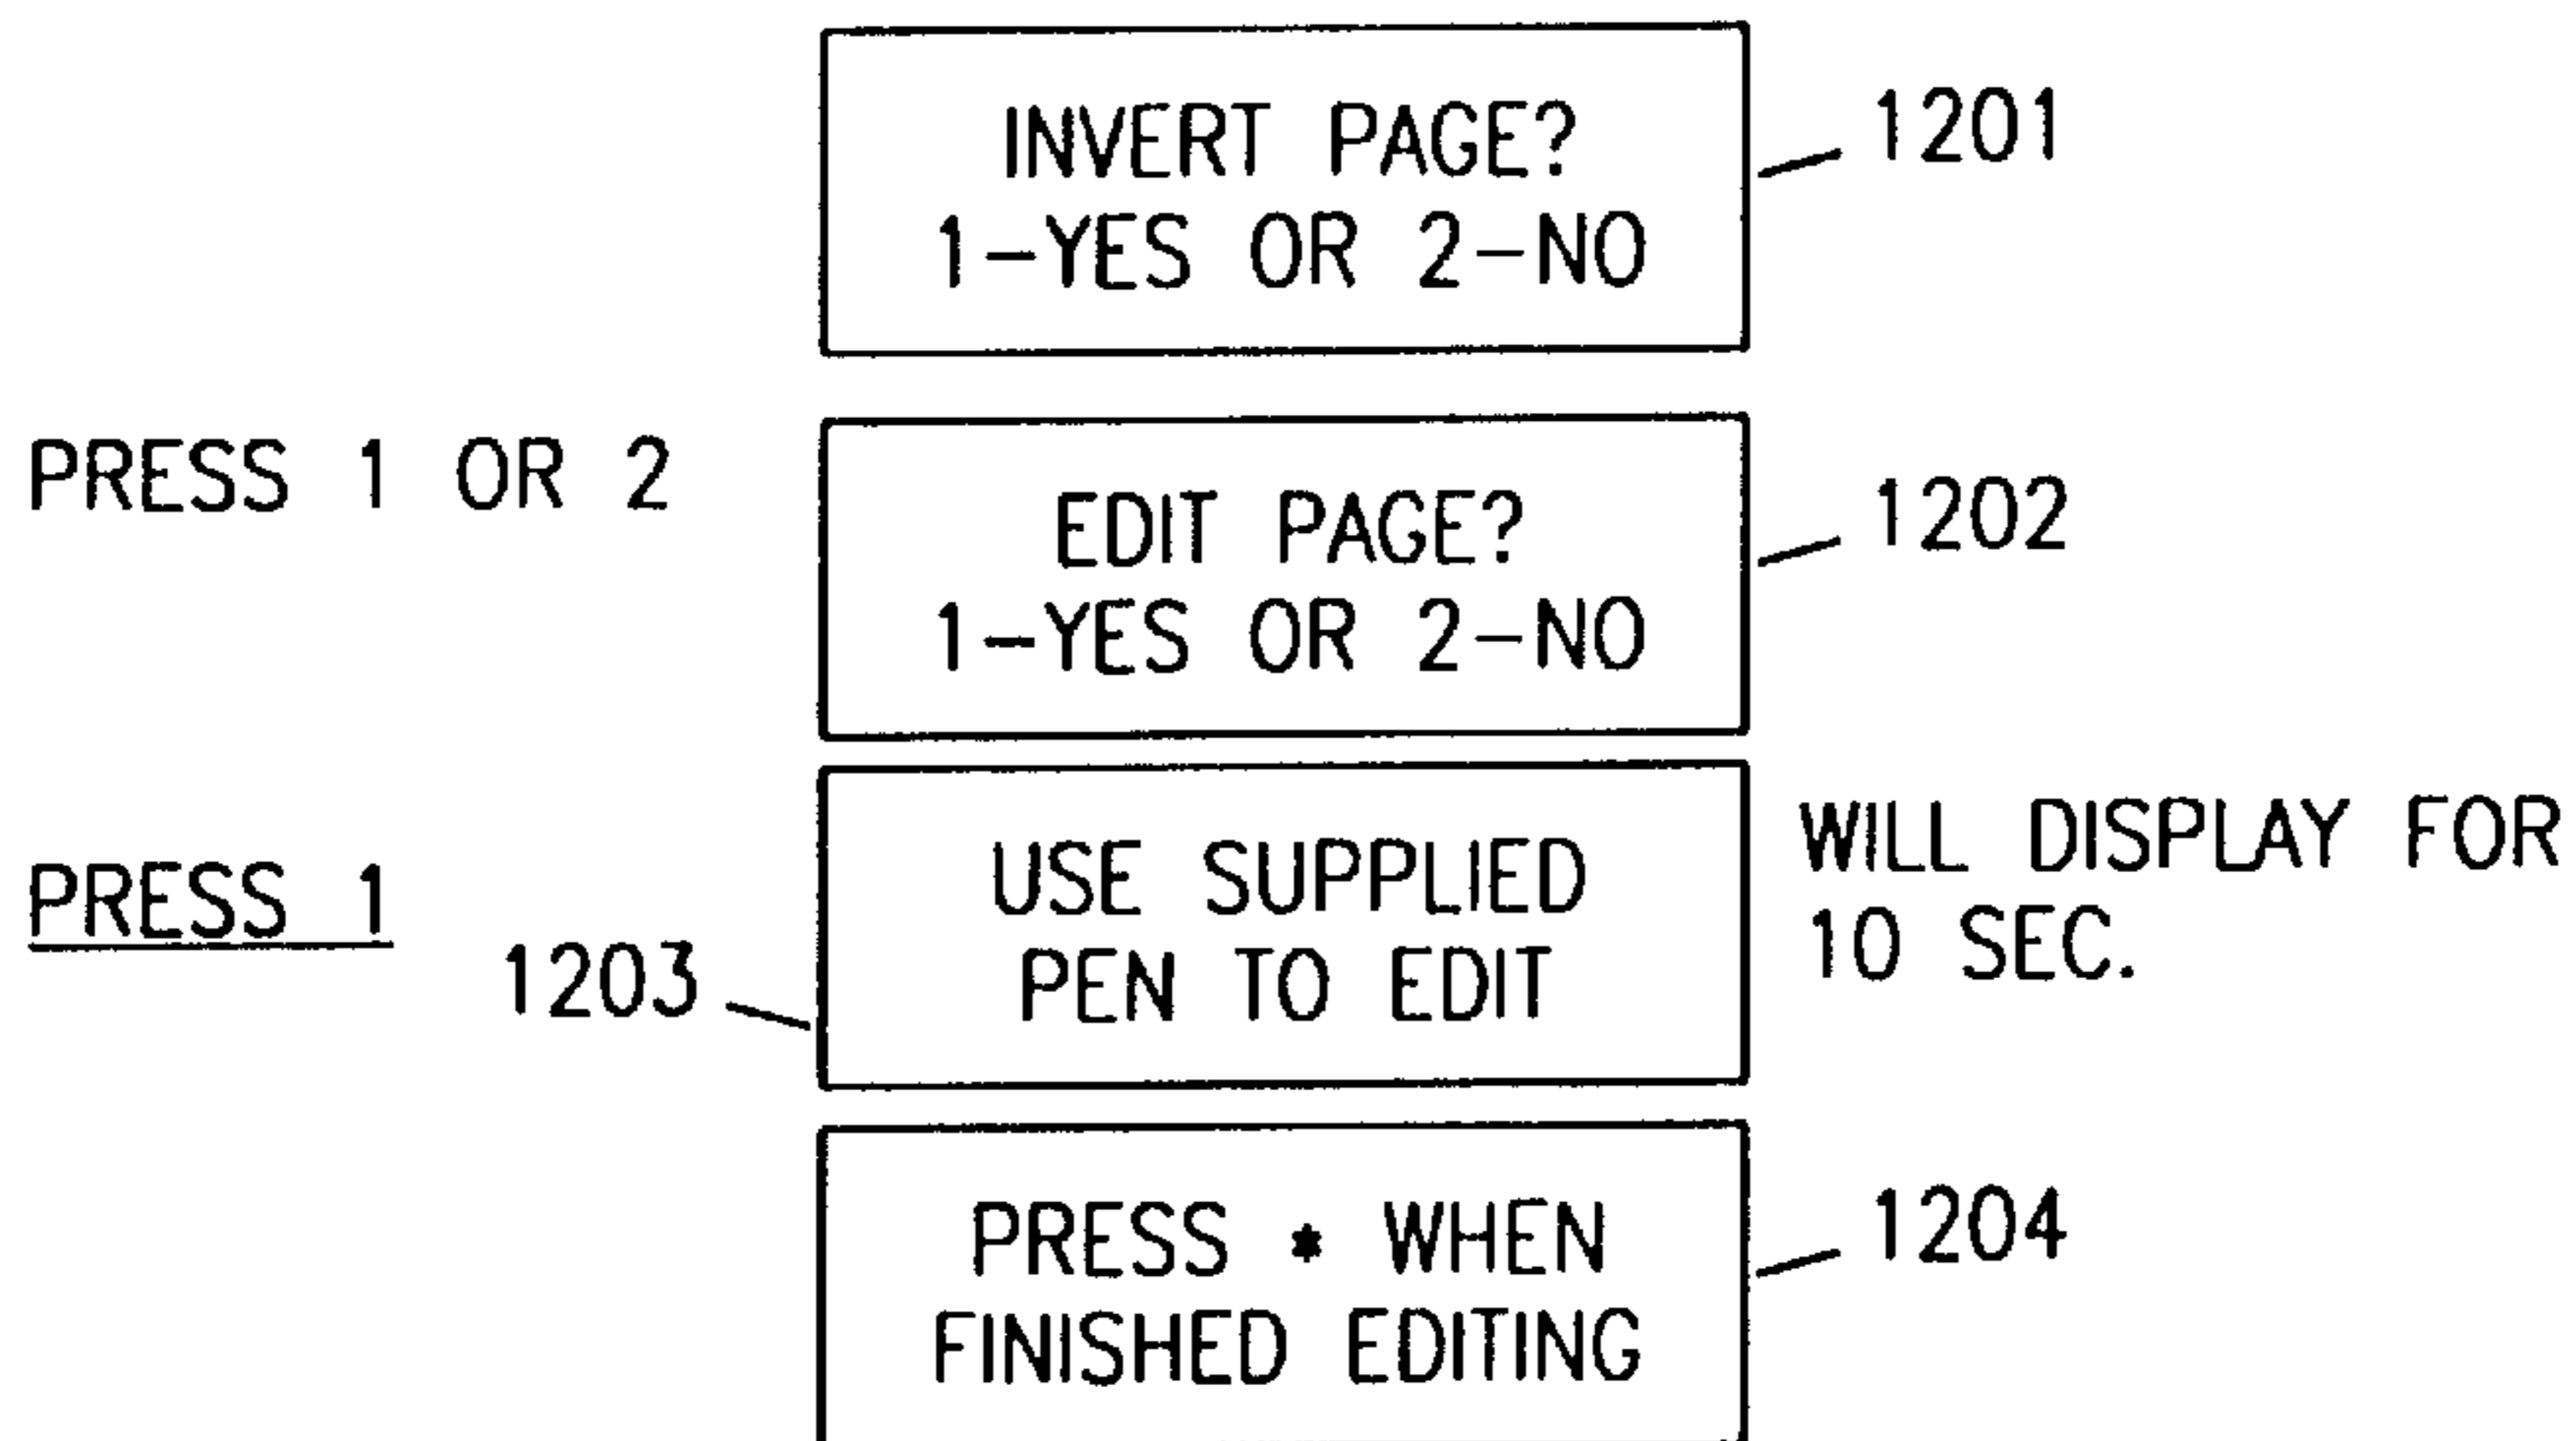 INVERT PAGE?
1-YES OR 2-NO
1201
PRESS 1 OR 2
EDIT PAGE?
1-YES OR 2-NO
1202
PRESS 1
1203
USE SUPPLIED
PEN TO EDIT
WILL DISPLAY FOR
10 SEC.
PRESS * WHEN
FINISHED EDITING
1204